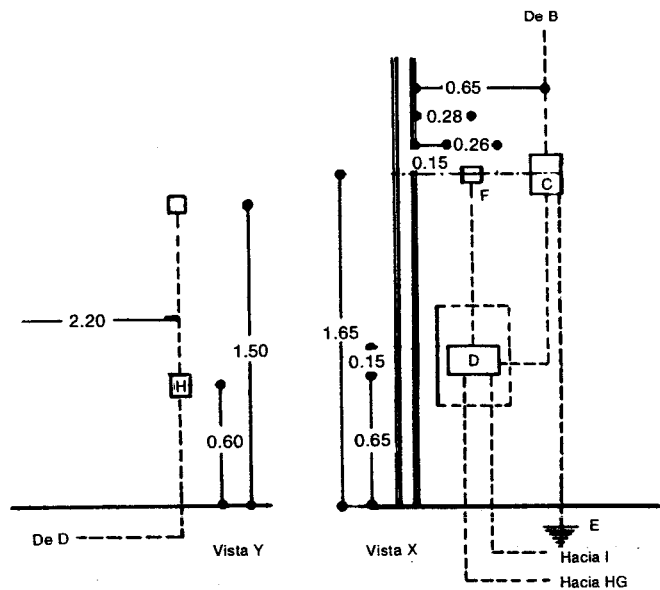 De B
0.65
0.28
0.26
0.15
C
F
2.20
1.50
1.65
0.15
D
H
0.60
0.65
E
De D
Vista Y
Vista X
Hacia I
Hacia HG